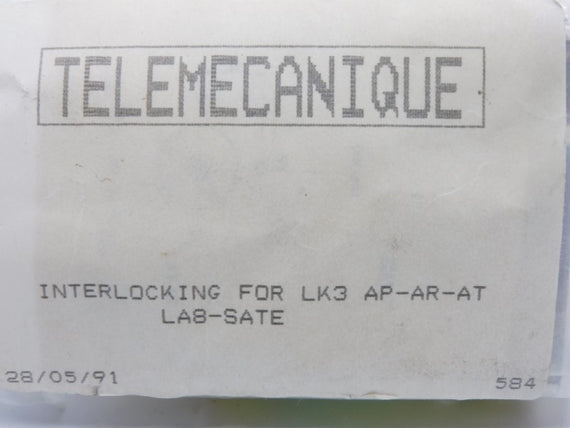 TELEMECANIQUE
INTERLOCKING FOR LK3 AP-AR-AT
LA8-SATE
28/05/91 584